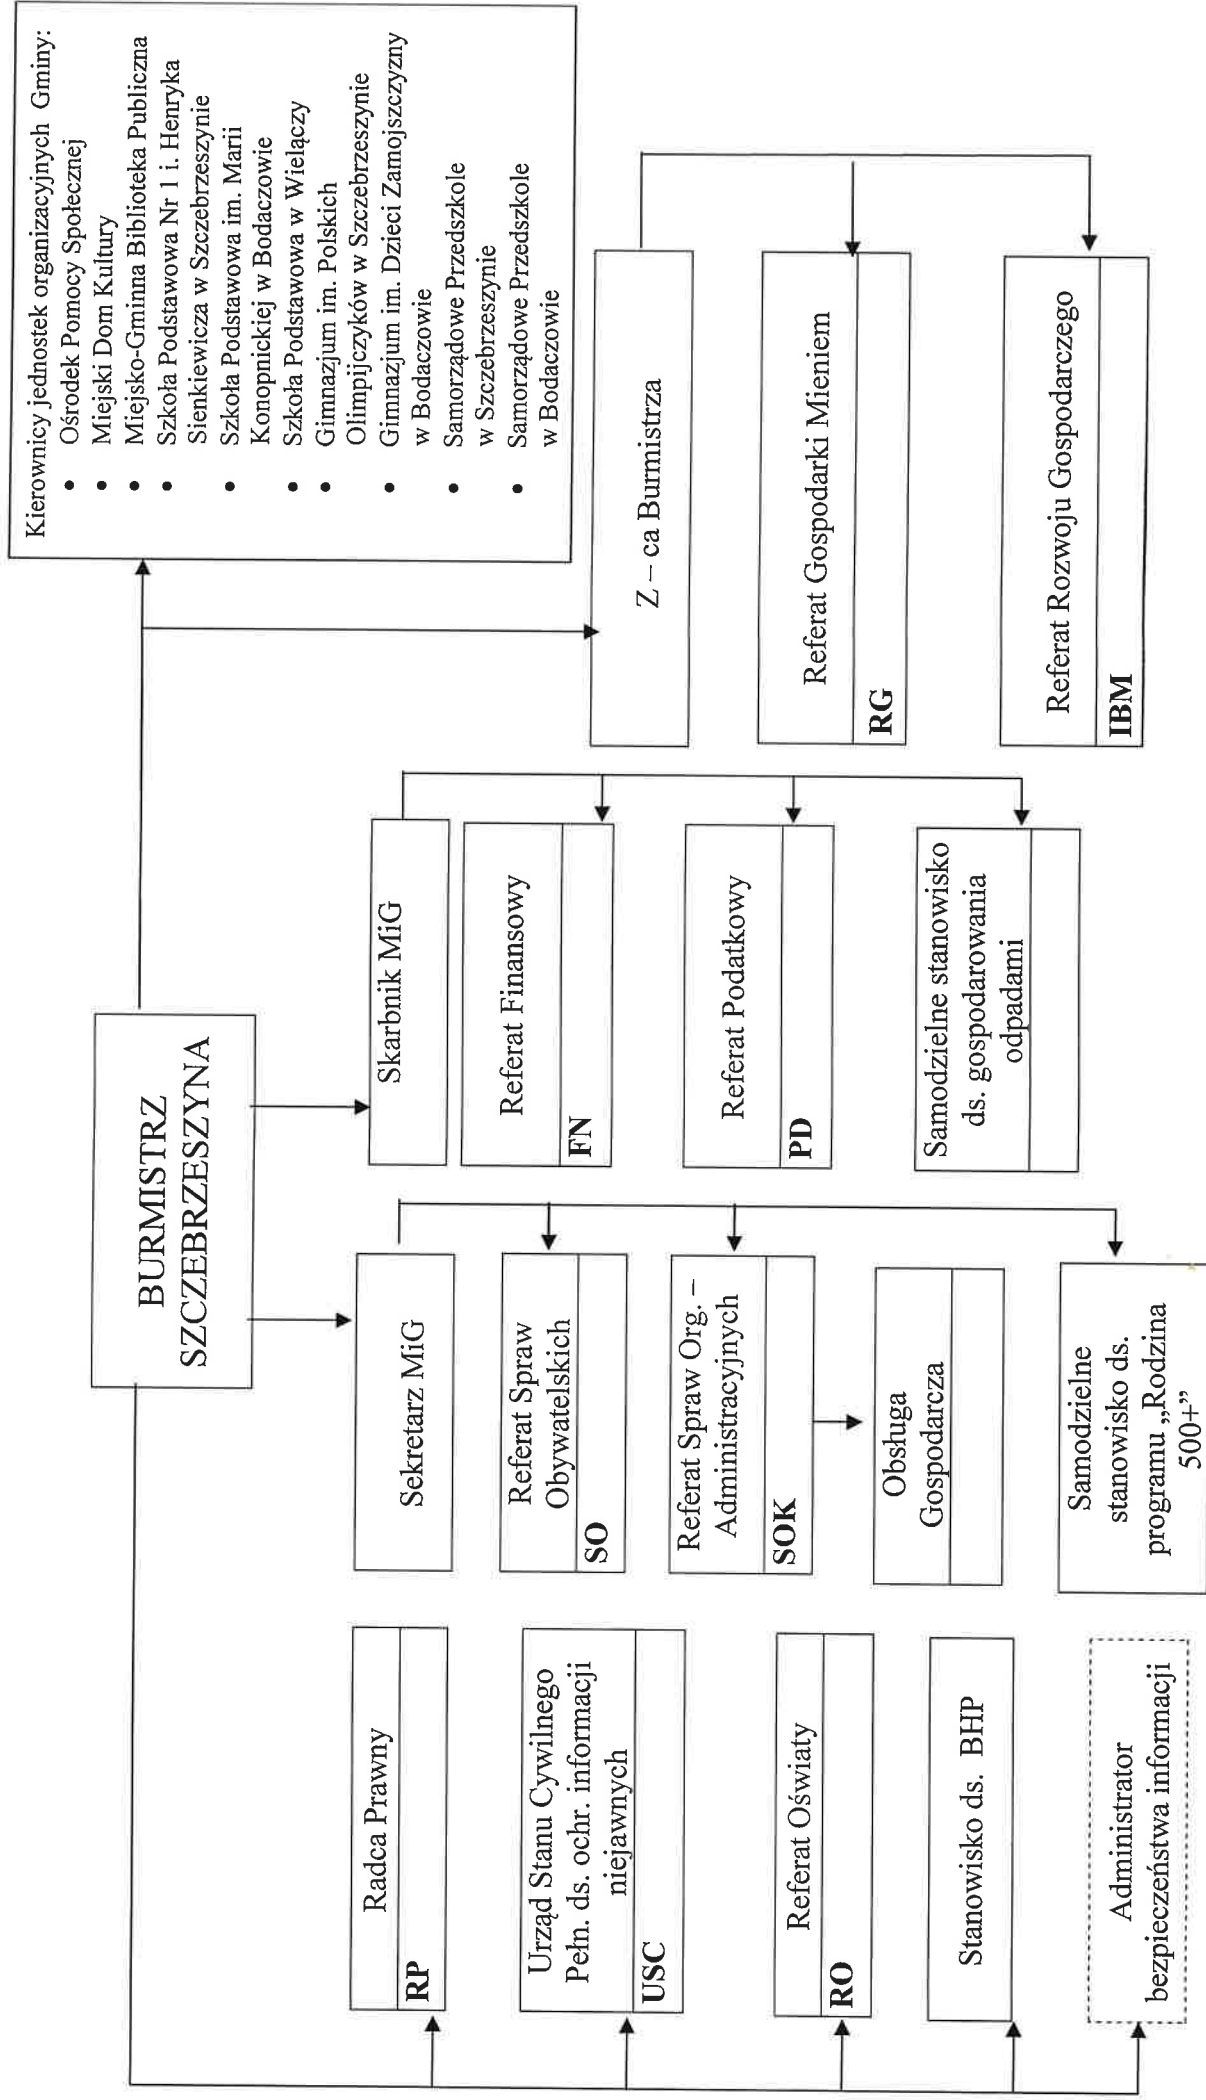 BURMISTRZ
SZCZEBRZESZYNA
Kierownicy jednostek organizacyjnych Gminy:
• Ośrodek Pomocy Społecznej
• Miejski Dom Kultury
• Miejsko-Gminna Biblioteka Publiczna
• Szkoła Podstawowa Nr 1 i. Henryka
Sienkiewicza w Szczebrzeszynie
• Szkoła Podstawowa im. Marii
Konopnickiej w Bodaczowie
• Szkoła Podstawowa w Wielączy
• Gimnazjum im. Polskich
Olimpijczyków w Szczebrzeszynie
• Gimnazjum im. Dzieci Zamojszczyzny
w Bodaczowie
• Samorządowe Przedszkole
w Szczebrzeszynie
• Samorządowe Przedszkole
w Bodaczowie
Radca Prawny
RP
Urząd Stanu Cywilnego
Pełn. ds. ochr. informacji
niejawnych
USC
Referat Oświaty
RO
Stanowisko ds. BHP
Administrator
bezpieczeństwa informacji
Sekretarz MiG
Referat Spraw
Obywatelskich
SO
Referat Spraw Org. –
Administracyjnych
SOK
Obsługa
Gospodarcza
Samodzielne
stanowisko ds.
programu „Rodzina
500+”
Skarbnik MiG
Referat Finansowy
FN
Referat Podatkowy
PD
Samodzielne stanowisko
ds. gospodarowania
odpadami
Z – ca Burmistrza
Referat Gospodarki Mieniem
RG
Referat Rozwoju Gospodarczego
IBM